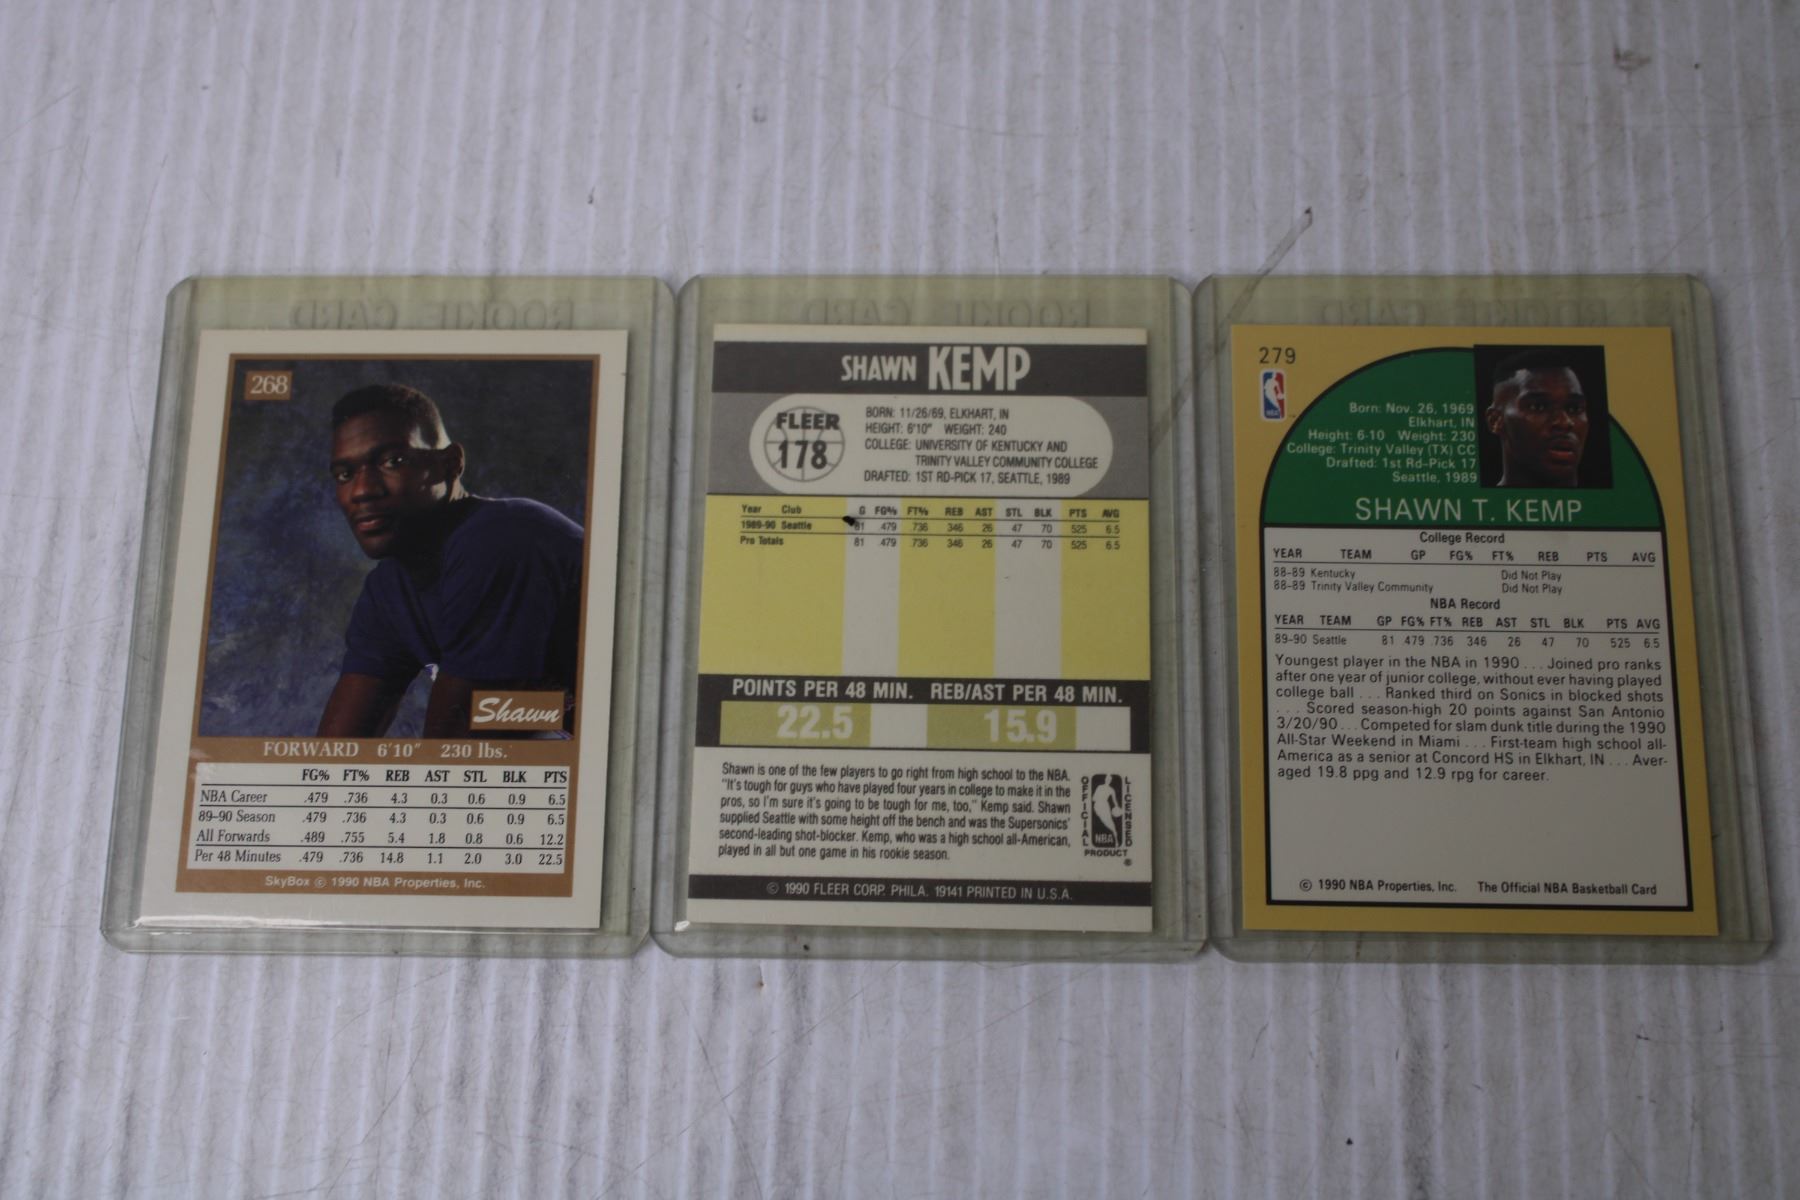 ROOKIE CARD
268
Shawn
FORWARD 6'10" 230 lbs.
FG% FT% REB AST STL BLK PTS
NBA Career .479 .736 4.3 0.3 0.6 0.9 6.5
89-90 Season .479 .736 4.3 0.3 0.6 0.9 6.5
All Forwards .489 .755 5.4 1.8 0.8 0.6 12.2
Per 48 Minutes .479 .736 14.8 1.1 2.0 3.0 22.5
SkyBox © 1990 NBA Properties, Inc.
ROOKIE CARD
SHAWN KEMP
FLEER
178
BORN: 11/26/69, ELKHART, IN
HEIGHT: 6'10" WEIGHT: 240
COLLEGE: UNIVERSITY OF KENTUCKY AND
TRINITY VALLEY COMMUNITY COLLEGE
DRAFTED: 1ST RD-PICK 17, SEATTLE, 1989
Year Club G FG% FT% REB AST STL BLK PTS AVG
1989-90 Seattle 81 .479 .736 346 26 47 70 525 6.5
Pro Totals 81 .479 .736 346 26 47 70 525 6.5
POINTS PER 48 MIN. REB/AST PER 48 MIN.
22.5 15.9
Shawn is one of the few players to go right from high school to the NBA.
"It's tough for guys who have played four years in college to make it in the
pros, so I'm sure it's going to be tough for me, too," Kemp said. Shawn
supplied Seattle with some height off the bench and was the Supersonics'
second-leading shot-blocker. Kemp, who was a high school all-American,
played in all but one game in his rookie season.
OFFICIAL
LICENSED
NBA
PRODUCT
®
© 1990 FLEER CORP. PHILA. 19141 PRINTED IN U.S.A.
ROOKIE CARD
279
NBA
Born: Nov. 26, 1969
Elkhart, IN
Height: 6-10 Weight: 230
College: Trinity Valley (TX) CC
Drafted: 1st Rd-Pick 17
Seattle, 1989
SHAWN T. KEMP
College Record
YEAR TEAM GP FG% FT% REB PTS AVG
88-89 Kentucky Did Not Play
88-89 Trinity Valley Community Did Not Play
NBA Record
YEAR TEAM GP FG% FT% REB AST STL BLK PTS AVG
89-90 Seattle 81 .479 .736 346 26 47 70 525 6.5
Youngest player in the NBA in 1990 . . . Joined pro ranks
after one year of junior college, without ever having played
college ball . . . Ranked third on Sonics in blocked shots
. . . Scored season-high 20 points against San Antonio
3/20/90 . . . Competed for slam dunk title during the 1990
All-Star Weekend in Miami . . . First-team high school all-
America as a senior at Concord HS in Elkhart, IN . . . Aver-
aged 19.8 ppg and 12.9 rpg for career.
© 1990 NBA Properties, Inc. The Official NBA Basketball Card